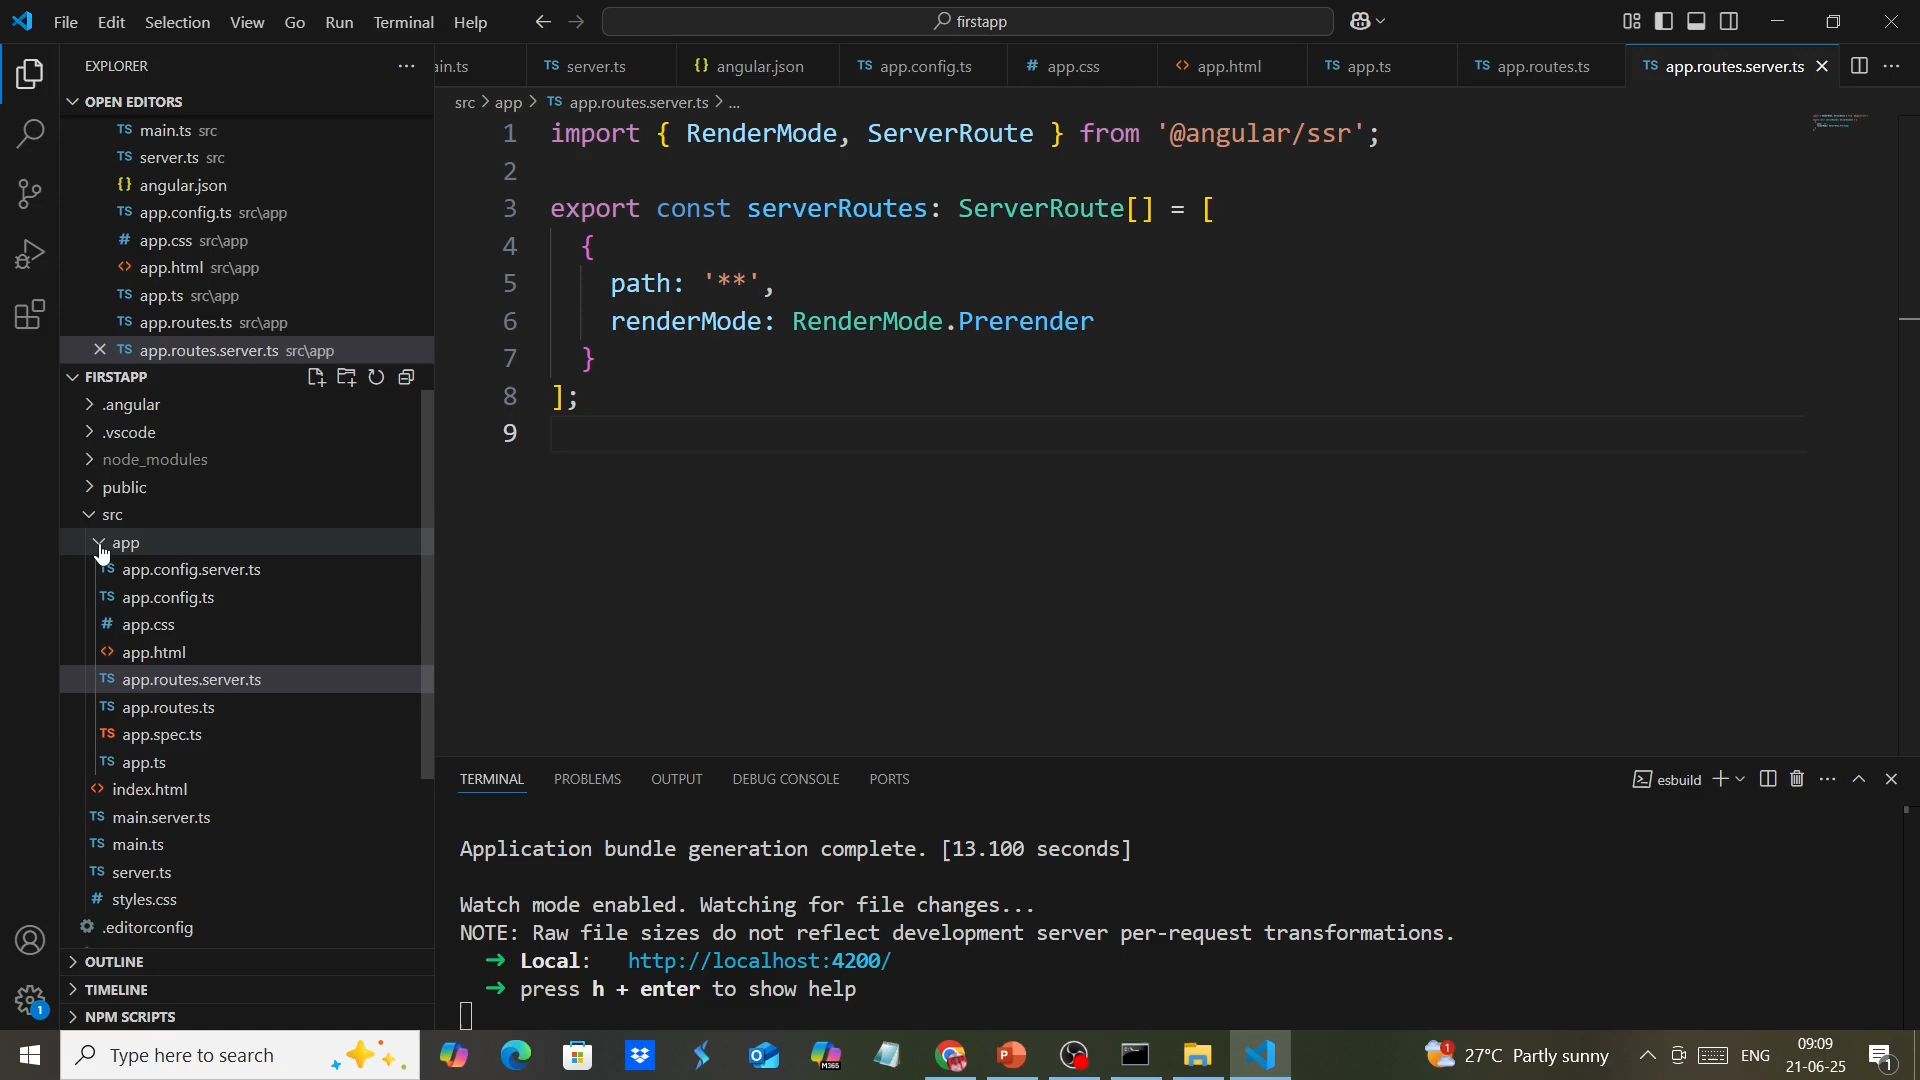 File Edit Selection View Go Run Terminal Help
firstapp
EXPLORER
OPEN EDITORS
main.ts src
server.ts src
angular.json
app.config.ts src\app
app.css src\app
app.html src\app
app.ts src\app
app.routes.ts src\app
app.routes.server.ts src\app
FIRSTAPP
.angular
.vscode
node_modules
public
src
app
app.config.server.ts
app.config.ts
app.css
app.html
app.routes.server.ts
app.routes.ts
app.spec.ts
app.ts
index.html
main.server.ts
main.ts
server.ts
styles.css
.editorconfig
OUTLINE
TIMELINE
NPM SCRIPTS
1
ain.ts server.ts angular.json app.config.ts app.css app.html app.ts app.routes.ts app.routes.server.ts
src > app > TS app.routes.server.ts > ...
1 import { RenderMode, ServerRoute } from '@angular/ssr';
2
3 export const serverRoutes: ServerRoute[] = [
4 {
5 path: '**',
6 renderMode: RenderMode.Prerender
7 }
8 ];
9
TERMINAL PROBLEMS OUTPUT DEBUG CONSOLE PORTS
esbuild
Application bundle generation complete. [13.100 seconds]
Watch mode enabled. Watching for file changes...
NOTE: Raw file sizes do not reflect development server per-request transformations.
➜ Local: http://localhost:4200/
➜ press h + enter to show help
Type here to search
M365
1
27°C Partly sunny
ENG
09:09
21-06-25
1